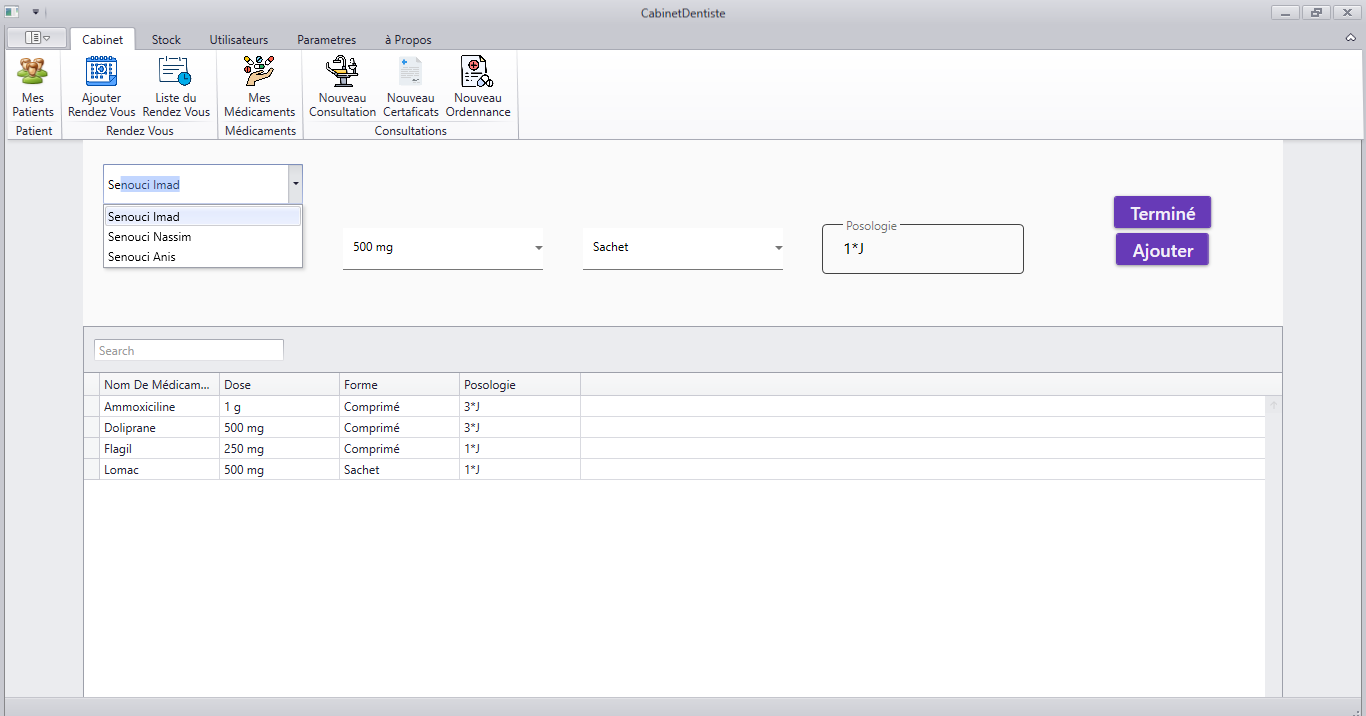 CabinetDentiste
Cabinet Stock Utilisateurs Parametres à Propos
Mes Patients
Ajouter Rendez Vous
Liste du Rendez Vous
Mes Médicaments
Nouveau Consultation
Nouveau Certaficats
Nouveau Ordennance
Patient Rendez Vous Médicaments Consultations
Senouci Imad
Senouci Imad
Senouci Nassim
Senouci Anis
500 mg
Sachet
Posologie
1*J
Terminé
Ajouter
Search
Nom De Médicam... Dose Forme Posologie
Ammoxiciline 1 g Comprimé 3*J
Doliprane 500 mg Comprimé 3*J
Flagil 250 mg Comprimé 1*J
Lomac 500 mg Sachet 1*J